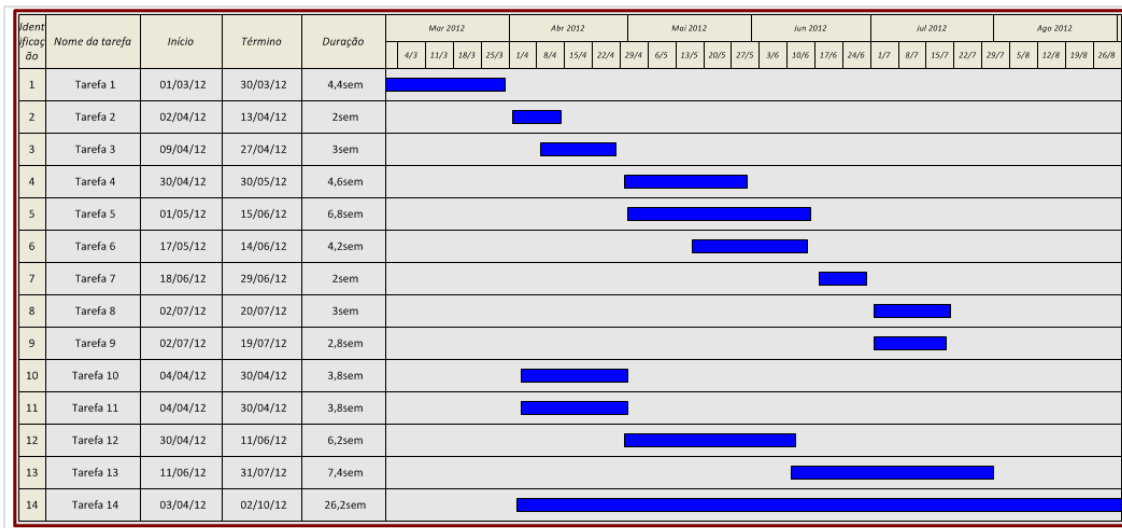 Ident
ificaç
ão
Nome da tarefa Início Término Duração
Mar 2012 Abr 2012 Mai 2012 Jun 2012 Jul 2012 Ago 2012
4/3 11/3 18/3 25/3 1/4 8/4 15/4 22/4 29/4 6/5 13/5 20/5 27/5 3/6 10/6 17/6 24/6 1/7 8/7 15/7 22/7 29/7 5/8 12/8 19/8 26/8
1 Tarefa 1 01/03/12 30/03/12 4,4sem
2 Tarefa 2 02/04/12 13/04/12 2sem
3 Tarefa 3 09/04/12 27/04/12 3sem
4 Tarefa 4 30/04/12 30/05/12 4,6sem
5 Tarefa 5 01/05/12 15/06/12 6,8sem
6 Tarefa 6 17/05/12 14/06/12 4,2sem
7 Tarefa 7 18/06/12 29/06/12 2sem
8 Tarefa 8 02/07/12 20/07/12 3sem
9 Tarefa 9 02/07/12 19/07/12 2,8sem
10 Tarefa 10 04/04/12 30/04/12 3,8sem
11 Tarefa 11 04/04/12 30/04/12 3,8sem
12 Tarefa 12 30/04/12 11/06/12 6,2sem
13 Tarefa 13 11/06/12 31/07/12 7,4sem
14 Tarefa 14 03/04/12 02/10/12 26,2sem